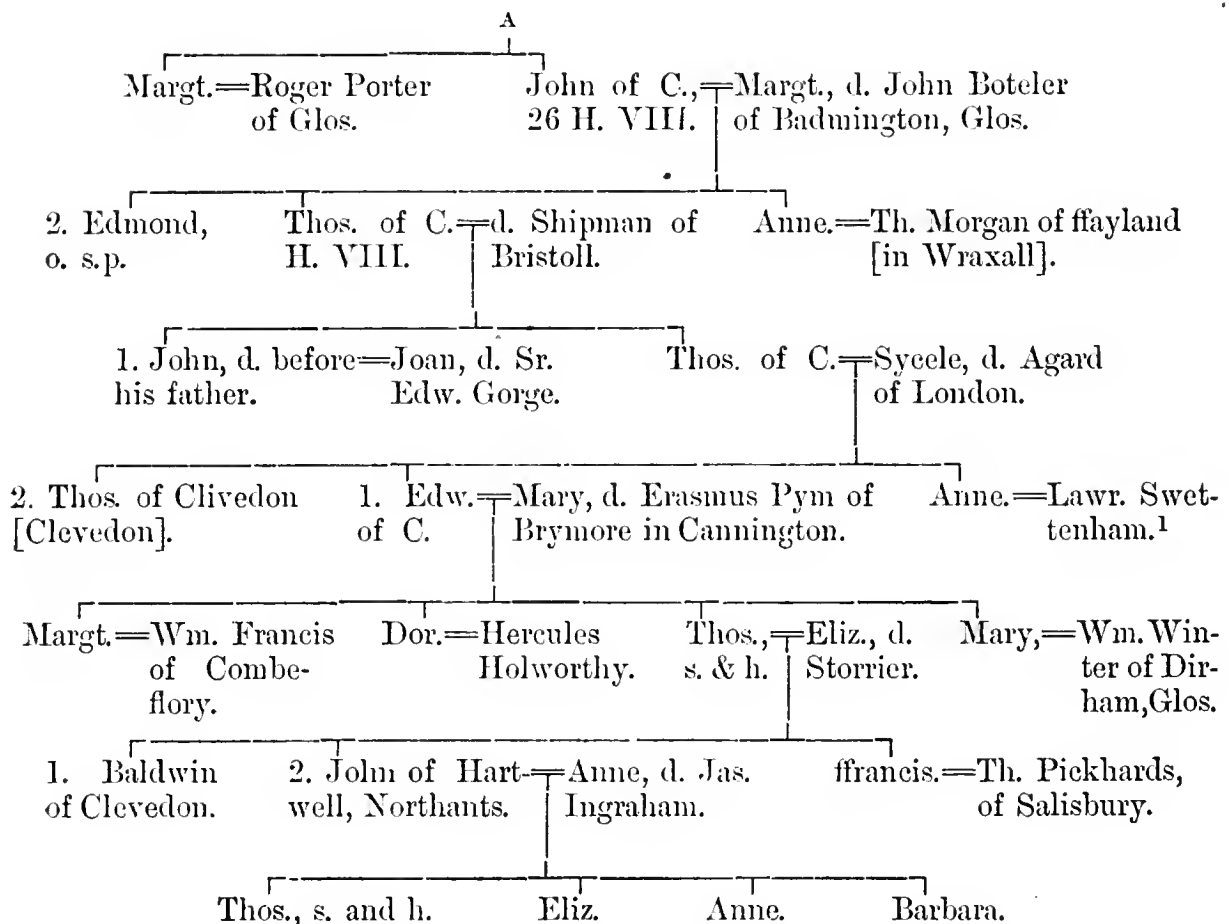 A
Margt.=Roger Porter of Glos.
John of C.,=Margt., d. John Boteler
26 H. VIII. of Badmington, Glos.
2. Edmond, o. s.p.
Thos. of C.=d. Shipman of
H. VIII. Bristoll.
Anne.=Th. Morgan of ffayland
[in Wraxall].
1. John, d. before=Joan, d. Sr.
his father. Edw. Gorge.
Thos. of C.=Sycele, d. Agard
of London.
2. Thos. of Clivedon
[Clevedon].
1. Edw.=Mary, d. Erasmus Pym of
of C. Brymore in Cannington.
Anne.=Lawr. Swet-
tenham.¹
Margt.=Wm. Francis
of Combe-
flory.
Dor.=Hercules
Holworthy.
Thos.,=Eliz., d.
s. & h. Storrier.
Mary,=Wm. Win-
ter of Dir-
ham,Glos.
1. Baldwin
of Clevedon.
2. John of Hart-=Anne, d. Jas.
well, Northants. Ingraham.
ffrancis.=Th. Pickhards,
of Salisbury.
Thos., s. and h. Eliz. Anne. Barbara.